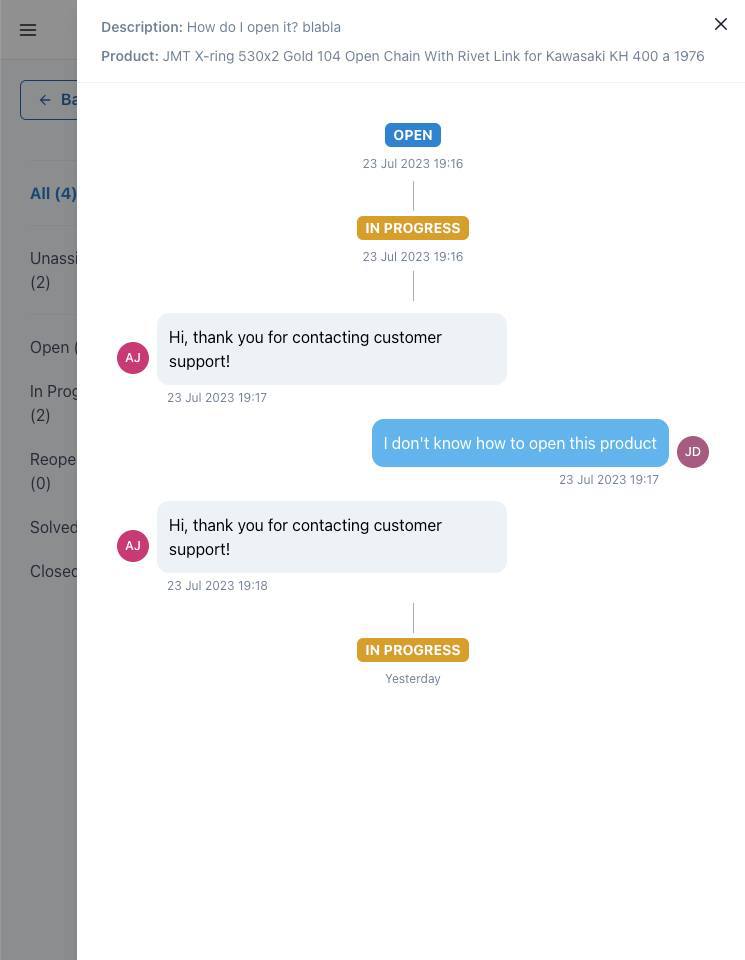 Description: How do I open it? blabla
Product: JMT X-ring 530x2 Gold 104 Open Chain With Rivet Link for Kawasaki KH 400 a 1976
← Ba
All (4)
Unassi
(2)
Open (
In Prog
(2)
Reope
(0)
Solved
Closed
OPEN
23 Jul 2023 19:16
IN PROGRESS
23 Jul 2023 19:16
Hi, thank you for contacting customer
support!
AJ
23 Jul 2023 19:17
I don't know how to open this product
JD
23 Jul 2023 19:17
Hi, thank you for contacting customer
support!
AJ
23 Jul 2023 19:18
IN PROGRESS
Yesterday